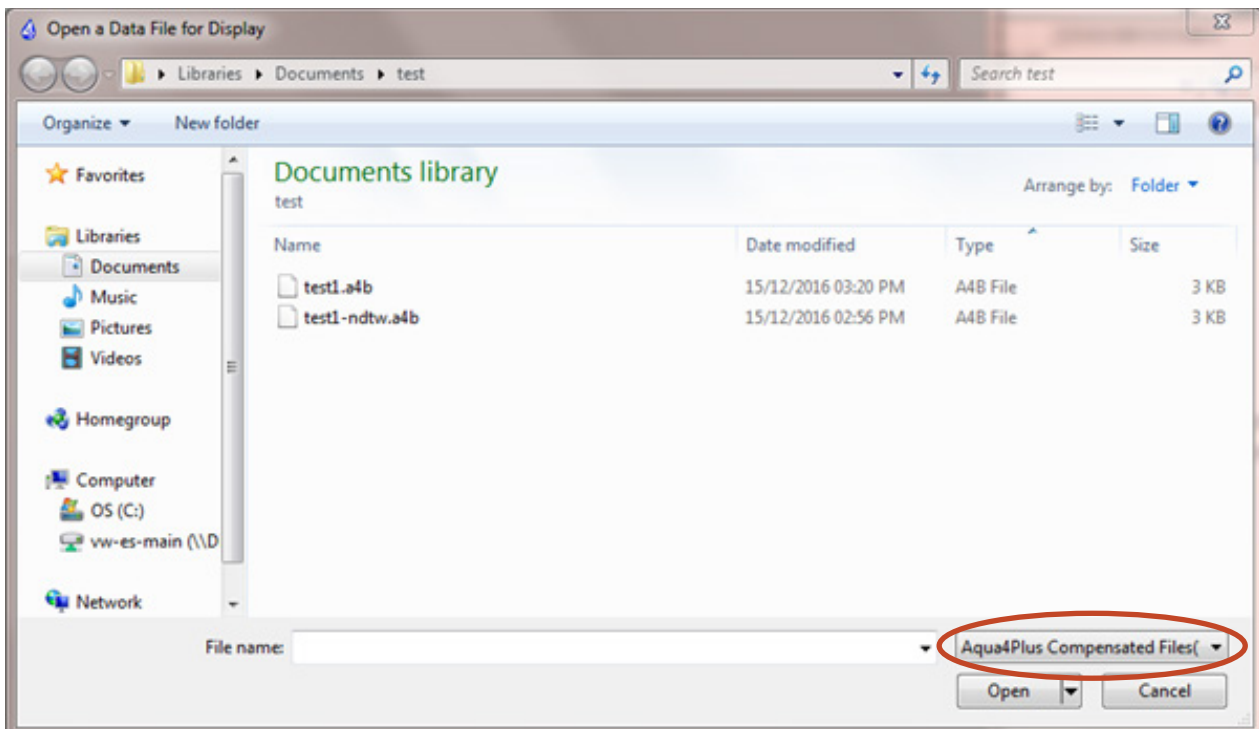 Open a Data File for Display
Libraries Documents test
Search test
Organize New folder
Favorites
Libraries
Documents
Music
Pictures
Videos
Homegroup
Computer
OS (C:)
vw-es-main (\\D
Network
Documents library
test
Arrange by: Folder
Name Date modified Type Size
test1.a4b 15/12/2016 03:20 PM A4B File 3 KB
test1-ndtw.a4b 15/12/2016 02:56 PM A4B File 3 KB
File name: Aqua4Plus Compensated Files(
Open Cancel